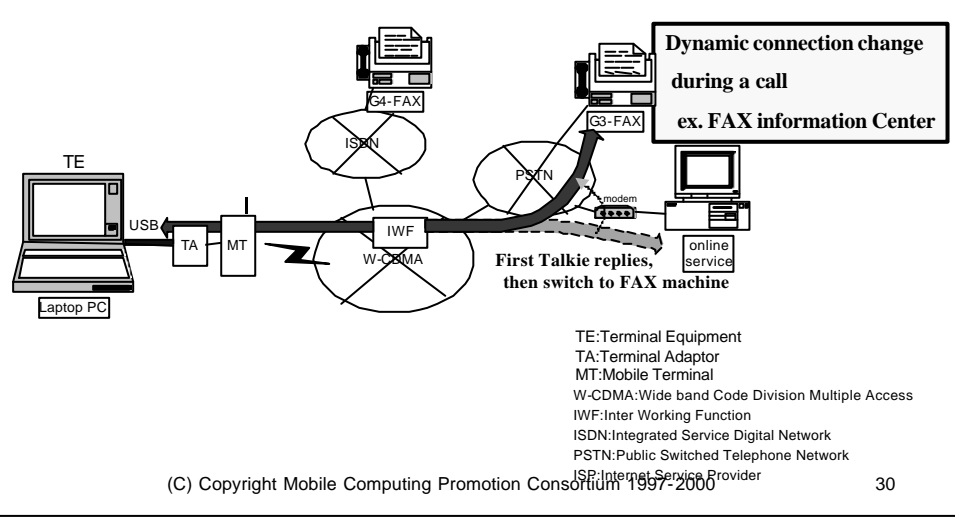 Dynamic connection change
during a call
ex. FAX information Center
G4-FAX
G3-FAX
ISDN
TE
PSTN
modem
USB
TA
MT
IWF
W-CDMA
online
service
First Talkie replies,
then switch to FAX machine
Laptop PC
TE:Terminal Equipment
TA:Terminal Adaptor
MT:Mobile Terminal
W-CDMA:Wide band Code Division Multiple Access
IWF:Inter Working Function
ISDN:Integrated Service Digital Network
PSTN:Public Switched Telephone Network
ISP:Internet Service Provider
(C) Copyright Mobile Computing Promotion Consortium 1997-2000
30